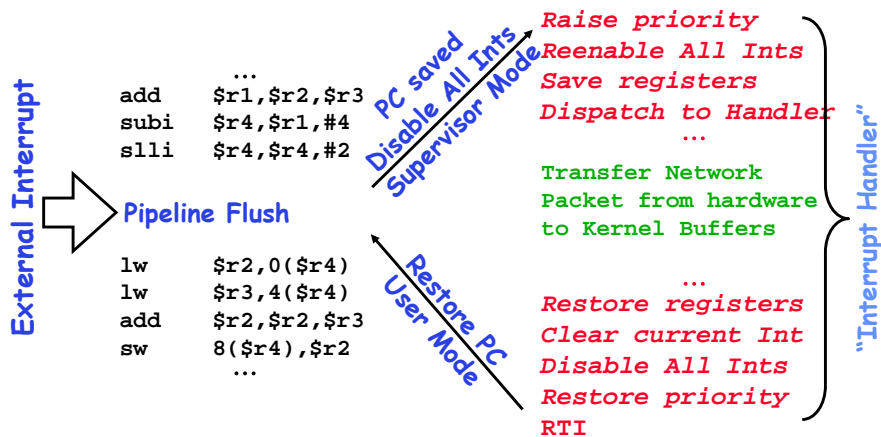 External Interrupt
…
add $r1,$r2,$r3
subi $r4,$r1,#4
slli $r4,$r4,#2
Pipeline Flush
lw $r2,0($r4)
lw $r3,4($r4)
add $r2,$r2,$r3
sw 8($r4),$r2
…
PC saved
Disable All Ints
Supervisor Mode
Restore PC
User Mode
Raise priority
Reenable All Ints
Save registers
Dispatch to Handler
…
Transfer Network
Packet from hardware
to Kernel Buffers
…
Restore registers
Clear current Int
Disable All Ints
Restore priority
RTI
“Interrupt Handler”